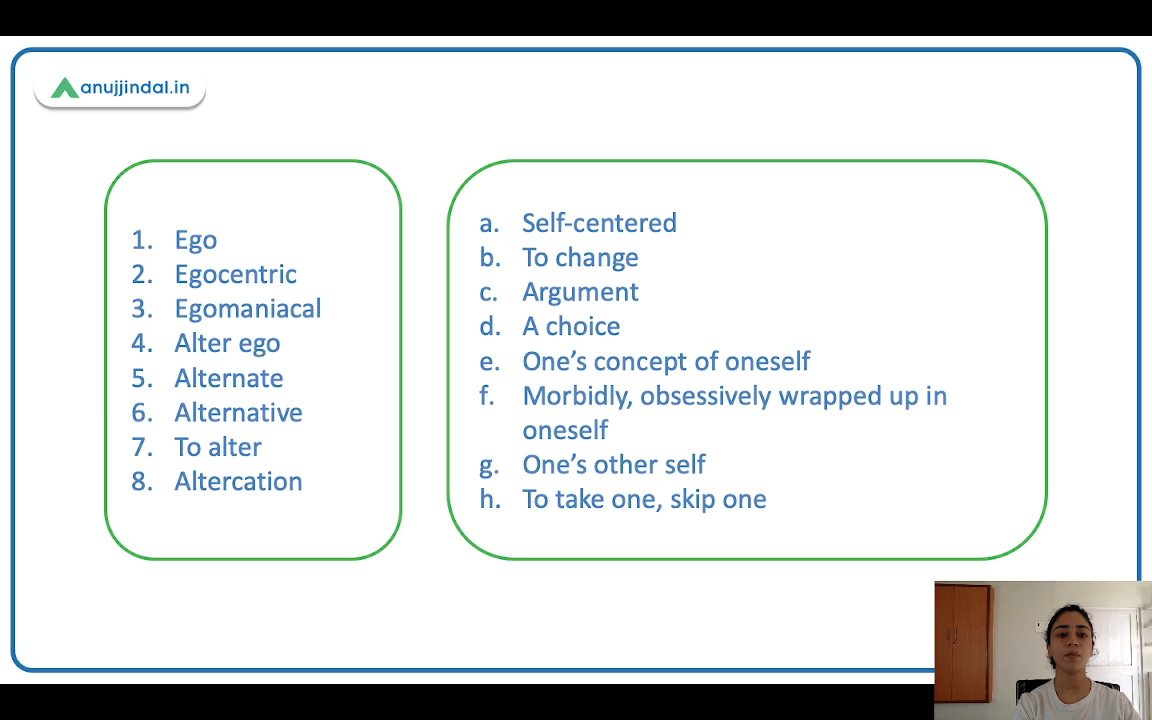 anujjindal.in
1. Ego
2. Egocentric
3. Egomaniacal
4. Alter ego
5. Alternate
6. Alternative
7. To alter
8. Altercation
a. Self-centered
b. To change
c. Argument
d. A choice
e. One’s concept of oneself
f. Morbidly, obsessively wrapped up in
oneself
g. One’s other self
h. To take one, skip one